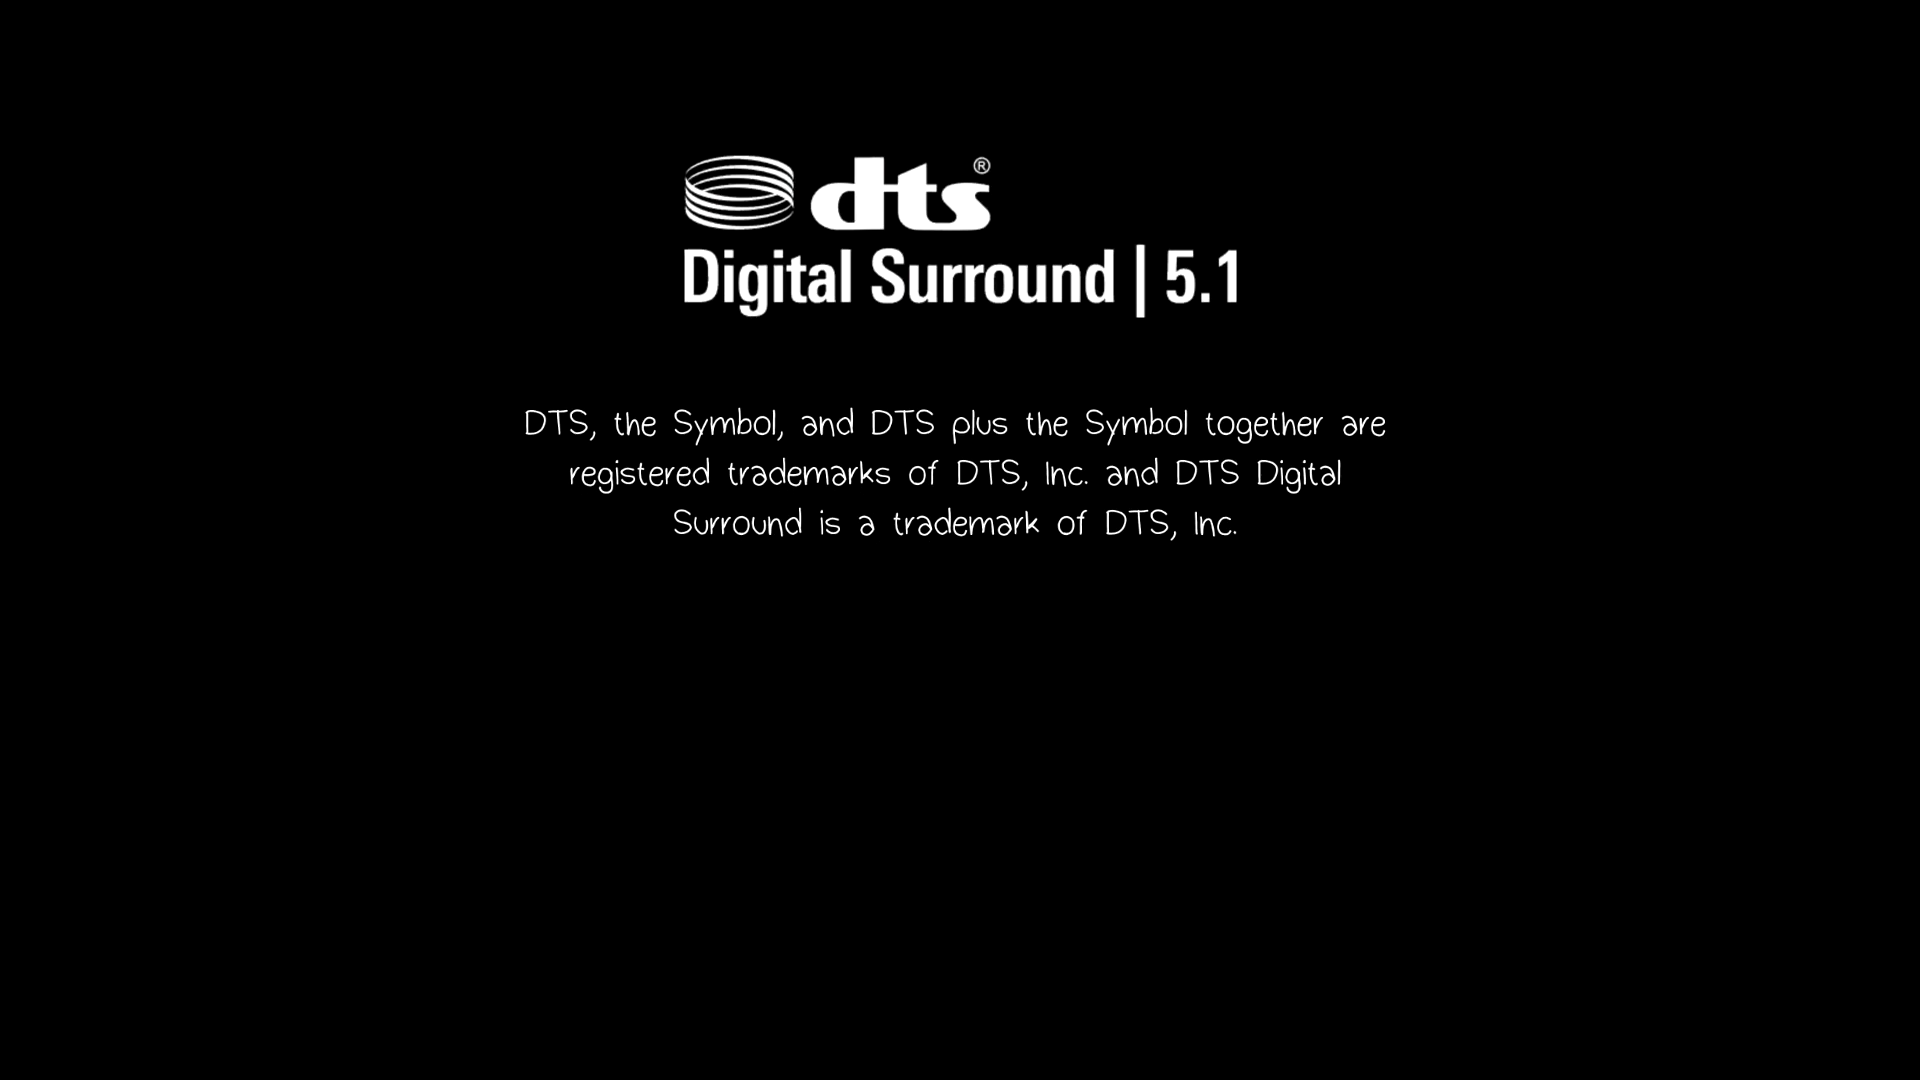 dts®
Digital Surround | 5.1
DTS, the Symbol, and DTS plus the Symbol together are
registered trademarks of DTS, Inc. and DTS Digital
Surround is a trademark of DTS, Inc.